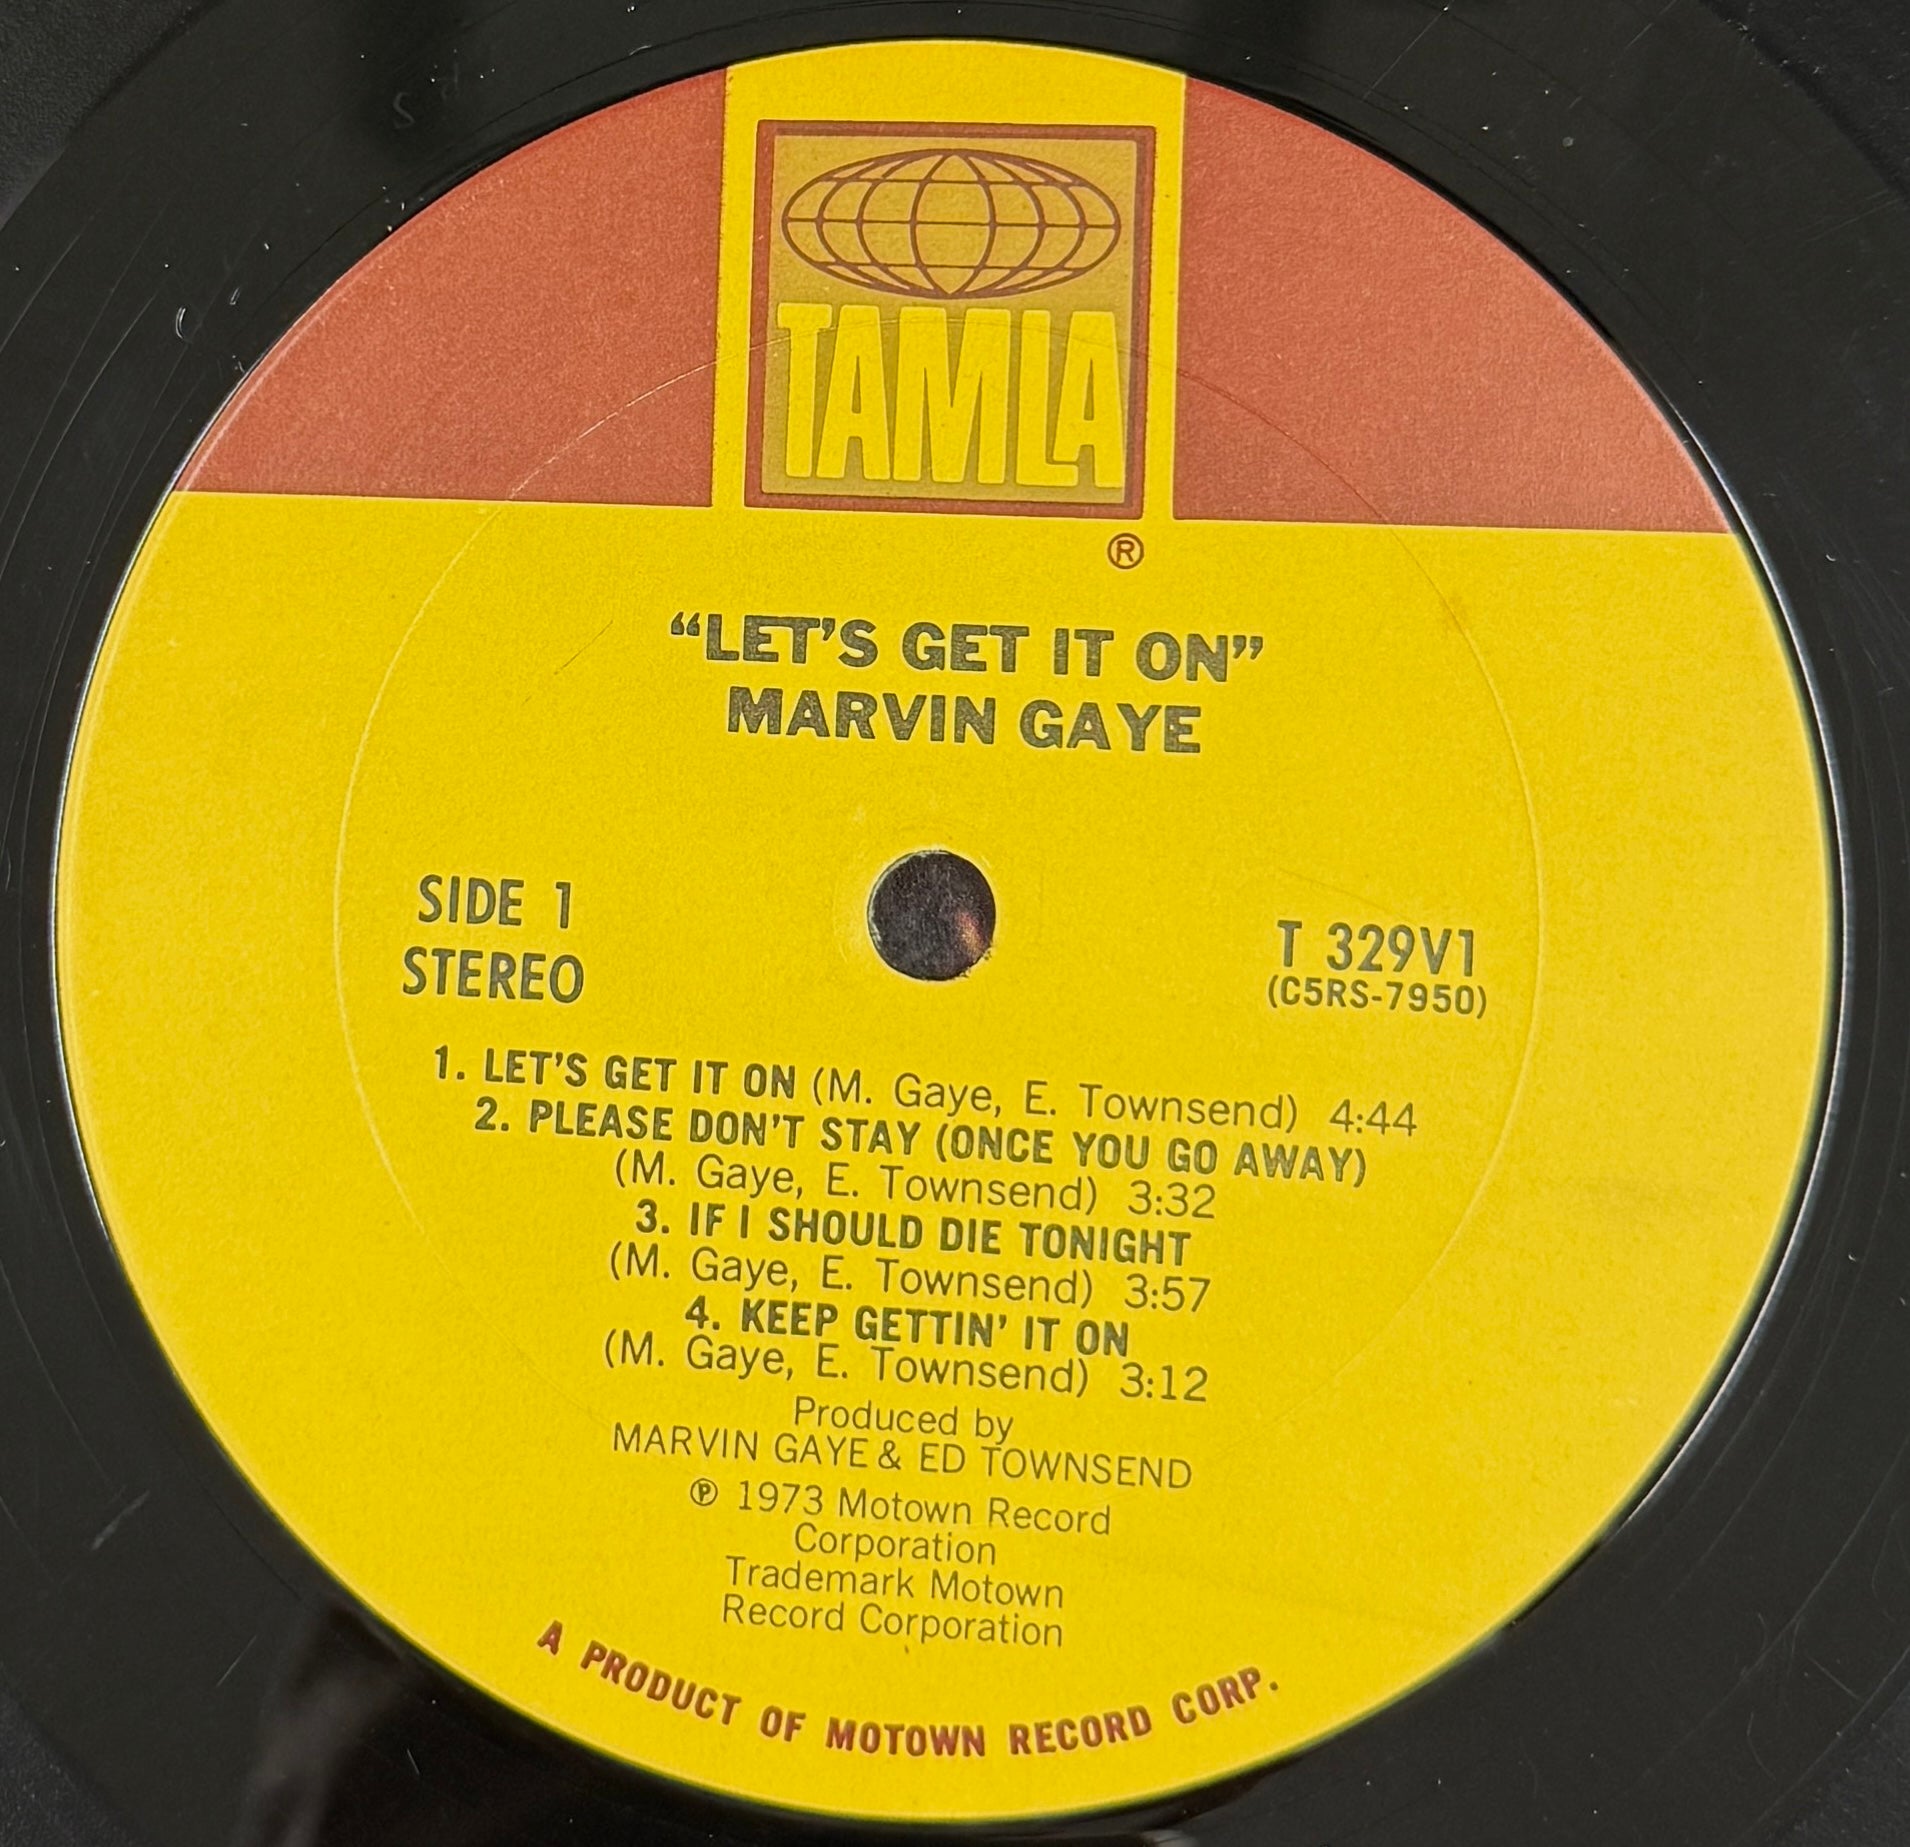 TAMLA
®
“LET’S GET IT ON”
MARVIN GAYE
SIDE 1
STEREO
T 329V1
(C5RS-7950)
1. LET’S GET IT ON (M. Gaye, E. Townsend) 4:44
2. PLEASE DON’T STAY (ONCE YOU GO AWAY)
(M. Gaye, E. Townsend) 3:32
3. IF I SHOULD DIE TONIGHT
(M. Gaye, E. Townsend) 3:57
4. KEEP GETTIN’ IT ON
(M. Gaye, E. Townsend) 3:12
Produced by
MARVIN GAYE & ED TOWNSEND
℗ 1973 Motown Record
Corporation
Trademark Motown
Record Corporation
A PRODUCT OF MOTOWN RECORD CORP.